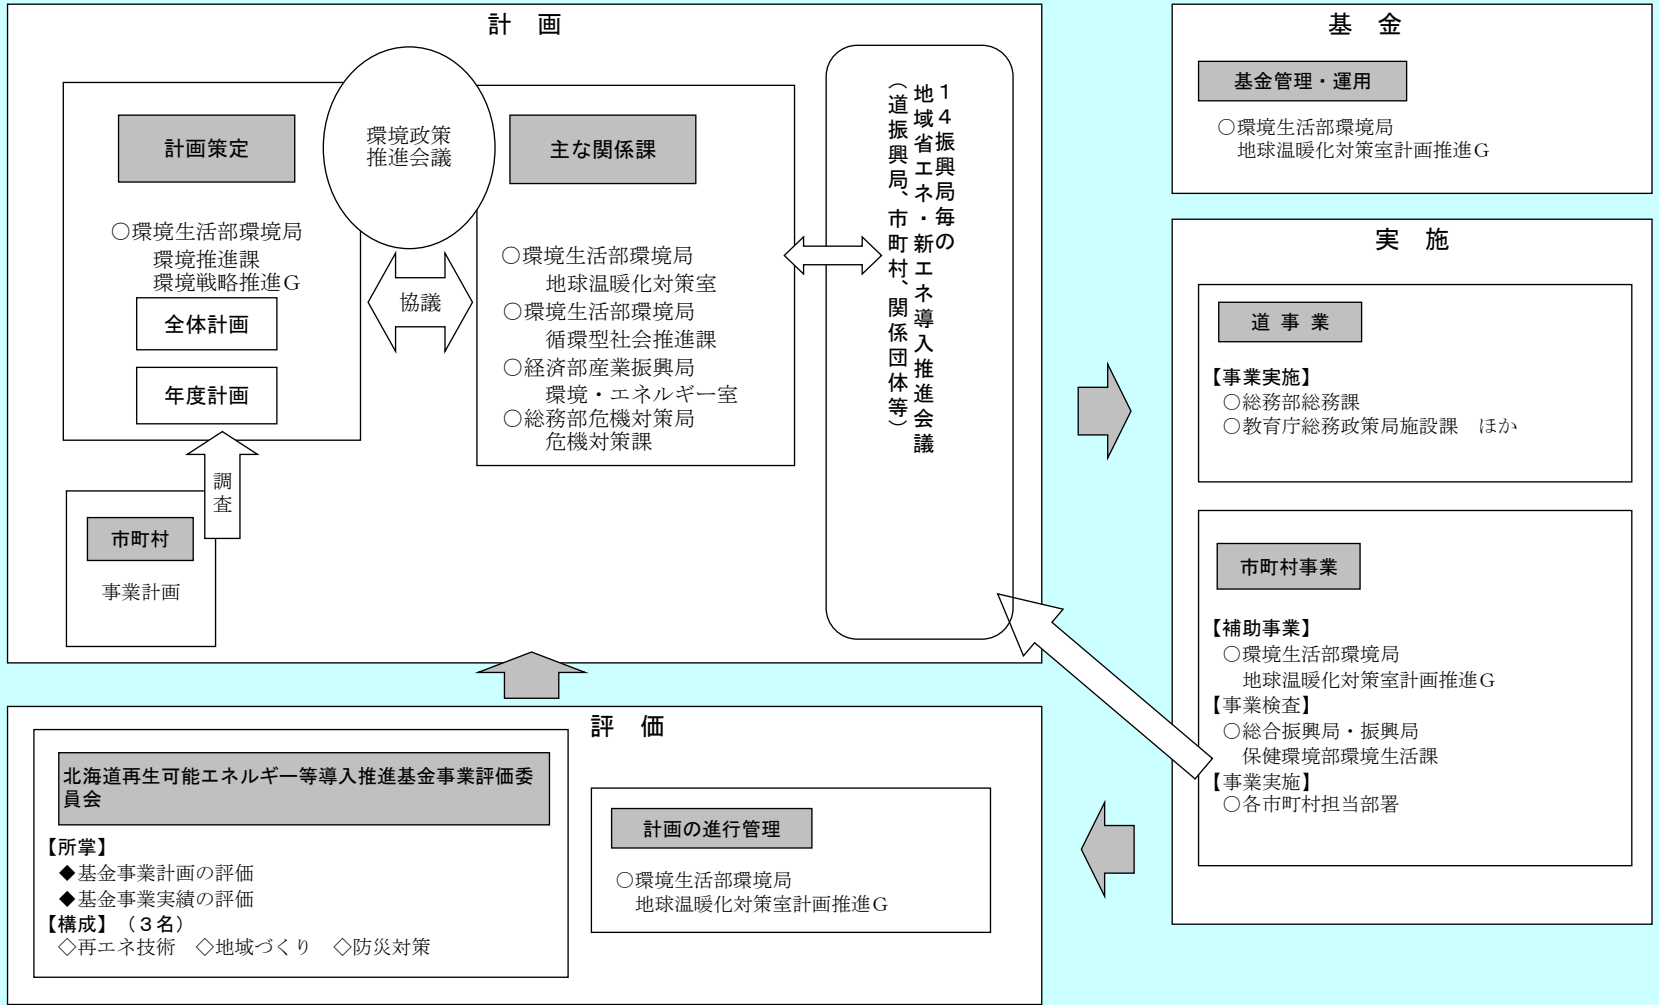 計　画
計画策定
○環境生活部環境局
環境推進課
環境戦略推進G
全体計画
年度計画
調査
市町村
事業計画
環境政策
推進会議
協議
主な関係課
○環境生活部環境局
地球温暖化対策室
○環境生活部環境局
循環型社会推進課
○経済部産業振興局
環境・エネルギー室
○総務部危機対策局
危機対策課
１４振興局毎の
地域省エネ・新エネ導入推進会議
（道振興局、市町村、関係団体等）
基　金
基金管理・運用
○環境生活部環境局
地球温暖化対策室計画推進G
実　施
道 事 業
【事業実施】
○総務部総務課
○教育庁総務政策局施設課　ほか
市町村事業
【補助事業】
○環境生活部環境局
地球温暖化対策室計画推進G
【事業検査】
○総合振興局・振興局
保健環境部環境生活課
【事業実施】
○各市町村担当部署
評　価
北海道再生可能エネルギー等導入推進基金事業評価委
員会
【所掌】
◆基金事業計画の評価
◆基金事業実績の評価
【構成】（３名）
◇再エネ技術　◇地域づくり　◇防災対策
計画の進行管理
○環境生活部環境局
地球温暖化対策室計画推進G